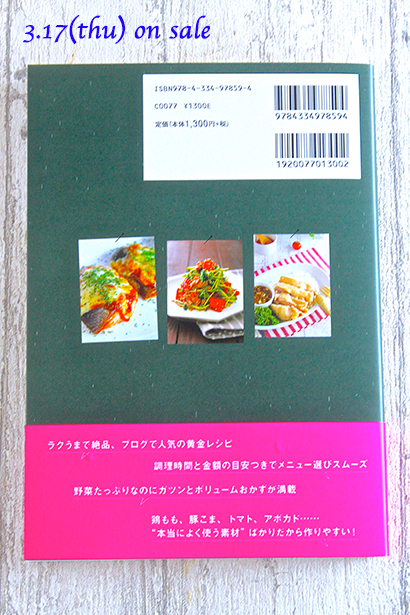 3.17(thu) on sale
ISBN978-4-334-97859-4
C0077 ¥1300E
定価(本体1,300円+税)
9784334978594
1920077013002
ラクうまで絶品、ブログで人気の黄金レシピ
調理時間と金額の目安つきでメニュー選びスムーズ
野菜たっぷりなのにガツンとボリュームおかずが満載
鶏もも、豚こま、トマト、アボカド……
“本当によく使う素材”ばかりだから作りやすい！